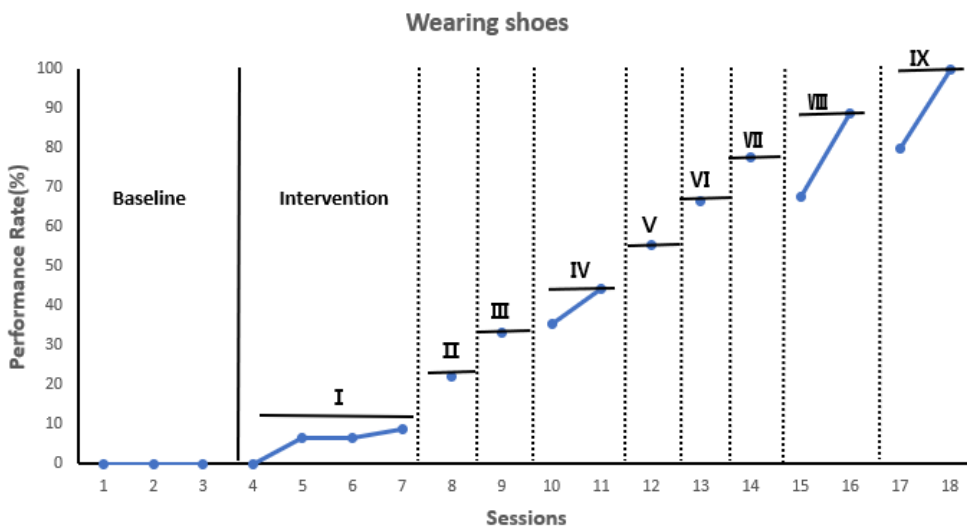 Wearing shoes
Performance Rate(%)
100
90
80
70
60
50
40
30
20
10
0
Baseline
Intervention
I
II
III
IV
V
VI
VII
VIII
IX
1 2 3 4 5 6 7 8 9 10 11 12 13 14 15 16 17 18
Sessions